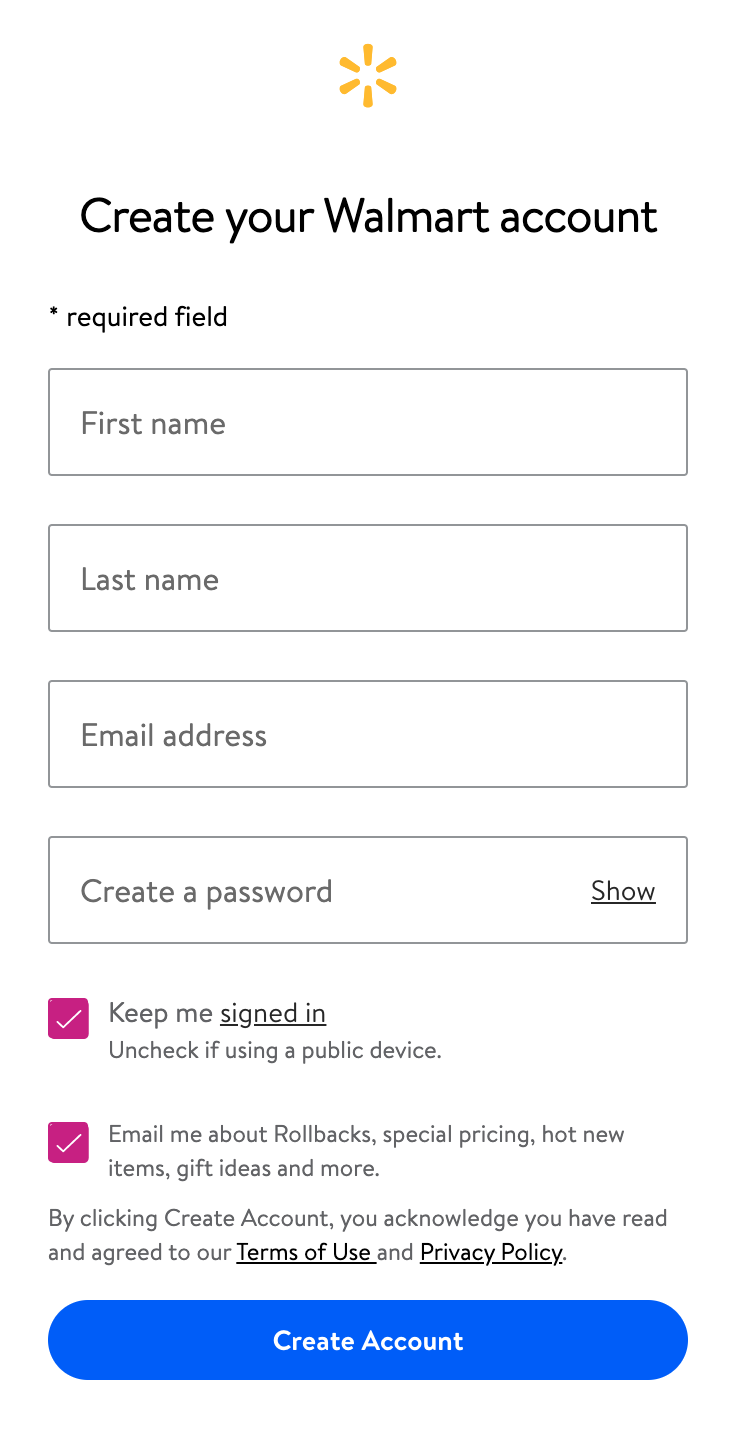 Create your Walmart account
* required field
First name
Last name
Email address
Create a password Show
Keep me signed in
Uncheck if using a public device.
Email me about Rollbacks, special pricing, hot new
items, gift ideas and more.
By clicking Create Account, you acknowledge you have read
and agreed to our Terms of Use and Privacy Policy.
Create Account